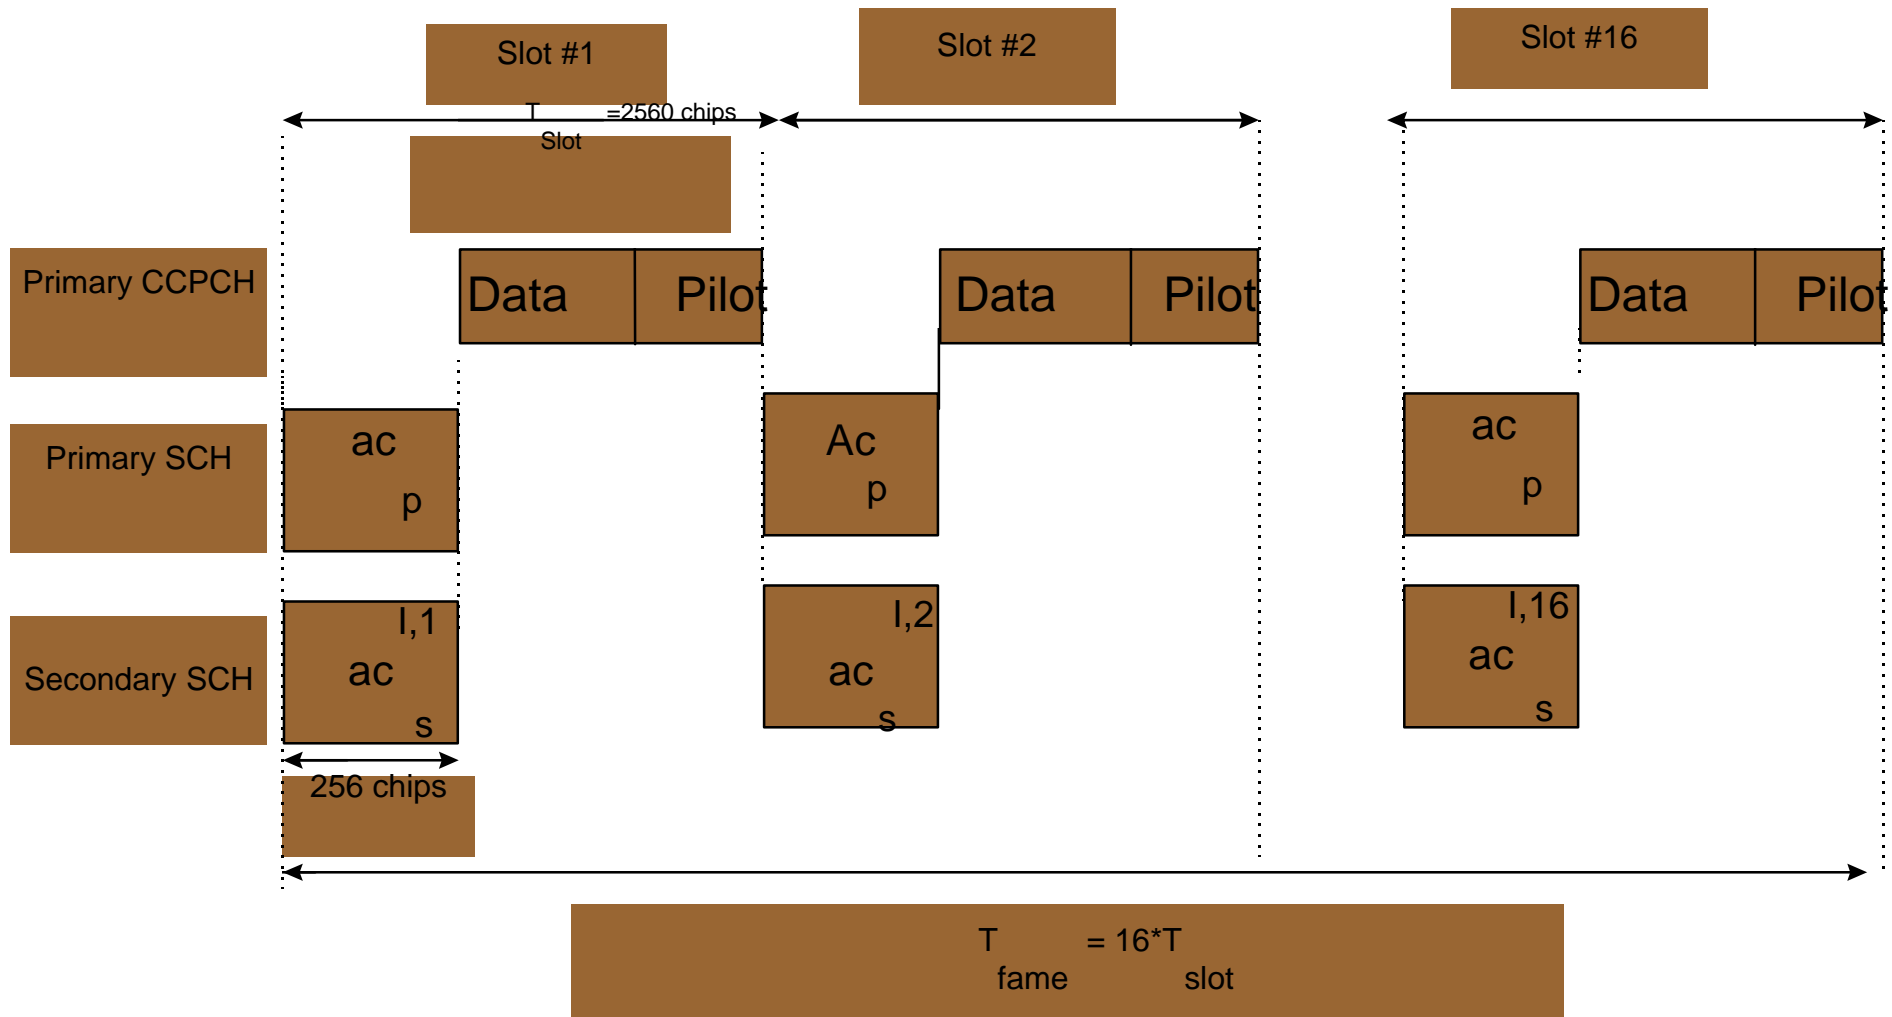 Slot #1
Slot #2
Slot #16
T =2560 chips
Slot
Primary CCPCH
Data Pilot
Data Pilot
Data Pilot
Primary SCH
ac
p
Ac
p
ac
p
Secondary SCH
I,1
ac
s
I,2
ac
s
I,16
ac
s
256 chips
T = 16*T
fame slot